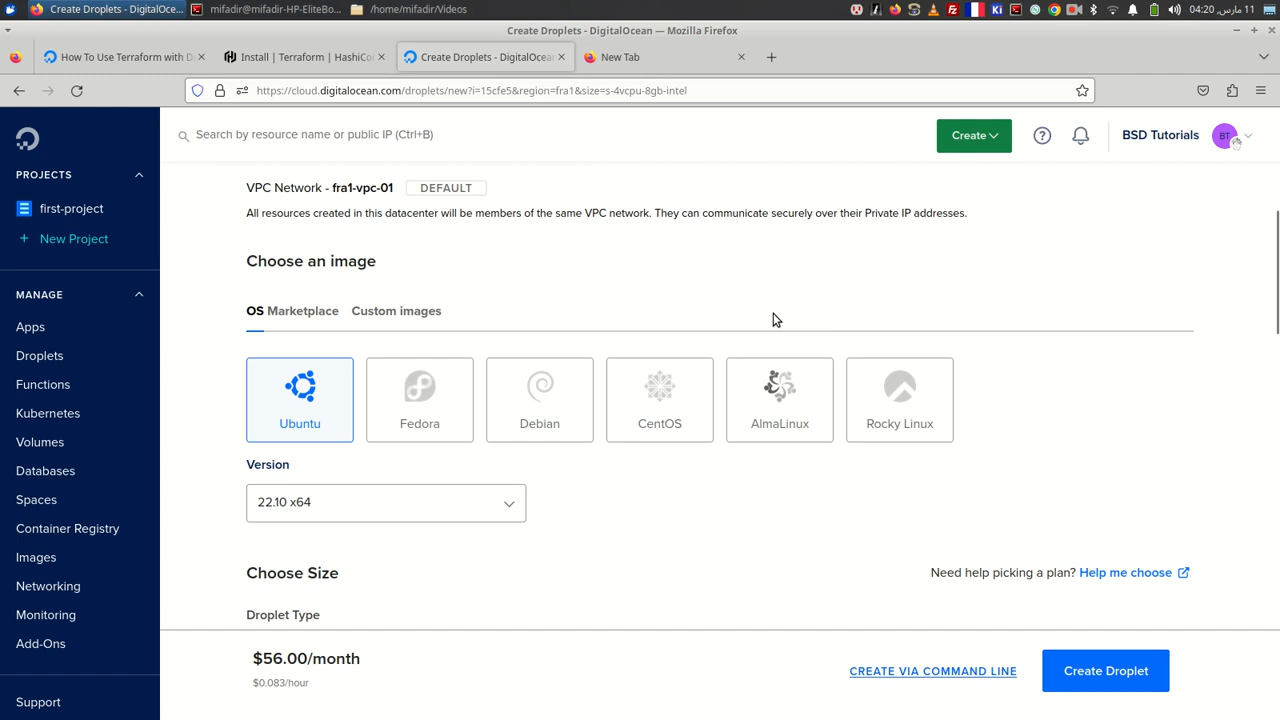 Create Droplets - DigitalOcean...
mifadir@mifadir-HP-EliteBo...
/home/mifadir/Videos
Ki
11 مارس, 04:20
Create Droplets - DigitalOcean — Mozilla Firefox
How To Use Terraform with D
Install | Terraform | HashiCo
Create Droplets - DigitalOcean
New Tab
https://cloud.digitalocean.com/droplets/new?i=15cfe5&region=fra1&size=s-4vcpu-8gb-intel
Search by resource name or public IP (Ctrl+B)
Create
BSD Tutorials
BT
PROJECTS
first-project
+ New Project
MANAGE
Apps
Droplets
Functions
Kubernetes
Volumes
Databases
Spaces
Container Registry
Images
Networking
Monitoring
Add-Ons
Support
VPC Network - fra1-vpc-01 DEFAULT
All resources created in this datacenter will be members of the same VPC network. They can communicate securely over their Private IP addresses.
Choose an image
OS Marketplace Custom images
Ubuntu
Fedora
Debian
CentOS
AlmaLinux
Rocky Linux
Version
22.10 x64
Choose Size
Need help picking a plan? Help me choose
Droplet Type
$56.00/month
$0.083/hour
CREATE VIA COMMAND LINE
Create Droplet